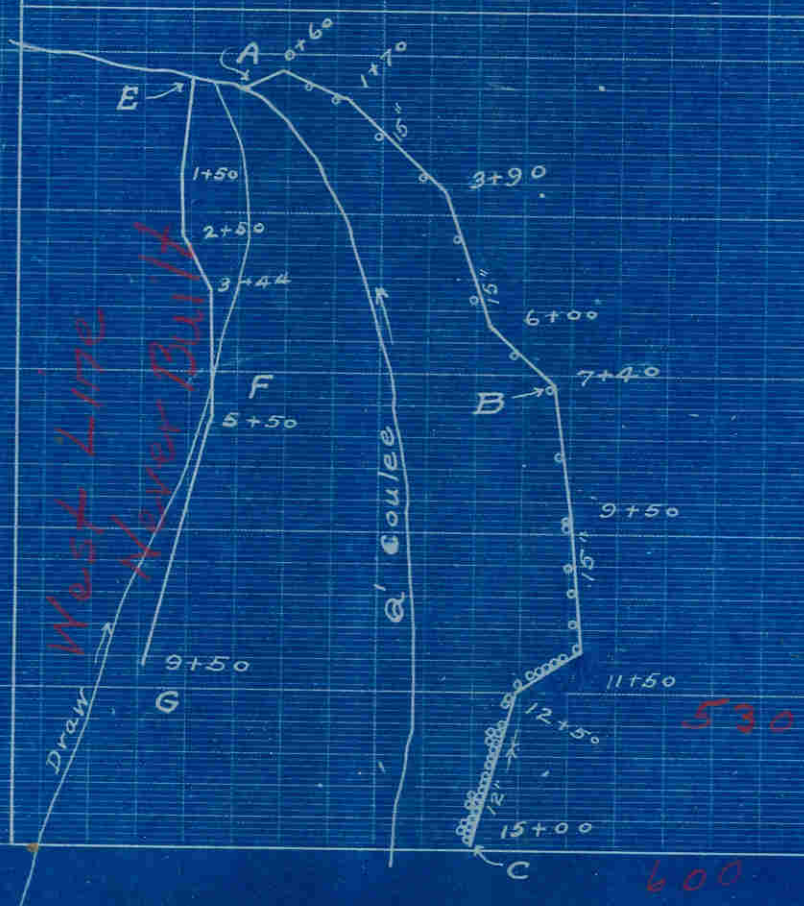 A
0+60
1+70
E
15"
1+50
3+90
2+50
3+44
15"
6+00
F
7+40
B
5+50
West Line
Never Built
Q' Coulee
9+50
15"
9+50
G
11+50
Draw
12+50
530
12"
15+00
C
600